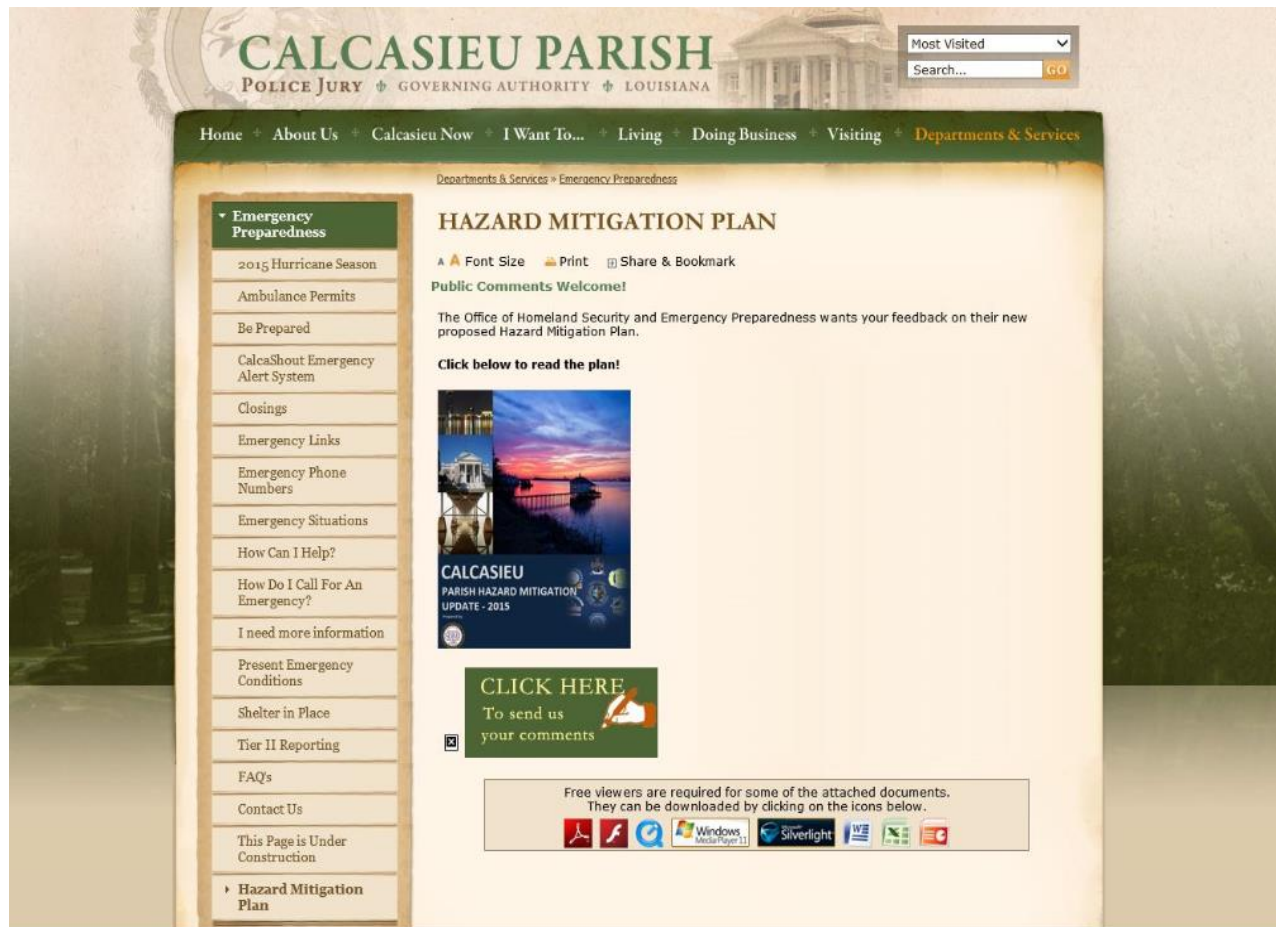 CALCASIEU PARISH
POLICE JURY GOVERNING AUTHORITY LOUISIANA
Most Visited
Search... GO
Home About Us Calcasieu Now I Want To... Living Doing Business Visiting Departments & Services
Departments & Services » Emergency Preparedness
Emergency
Preparedness
2015 Hurricane Season
Ambulance Permits
Be Prepared
CalcaShout Emergency
Alert System
Closings
Emergency Links
Emergency Phone
Numbers
Emergency Situations
How Can I Help?
How Do I Call For An
Emergency?
I need more information
Present Emergency
Conditions
Shelter in Place
Tier II Reporting
FAQ's
Contact Us
This Page is Under
Construction
Hazard Mitigation
Plan
HAZARD MITIGATION PLAN
A A Font Size Print Share & Bookmark
Public Comments Welcome!
The Office of Homeland Security and Emergency Preparedness wants your feedback on their new
proposed Hazard Mitigation Plan.
Click below to read the plan!
CALCASIEU
PARISH HAZARD MITIGATION
UPDATE - 2015
CLICK HERE
To send us
your comments
Free viewers are required for some of the attached documents.
They can be downloaded by clicking on the icons below.
Windows
MediaPlayer11
Microsoft
Silverlight